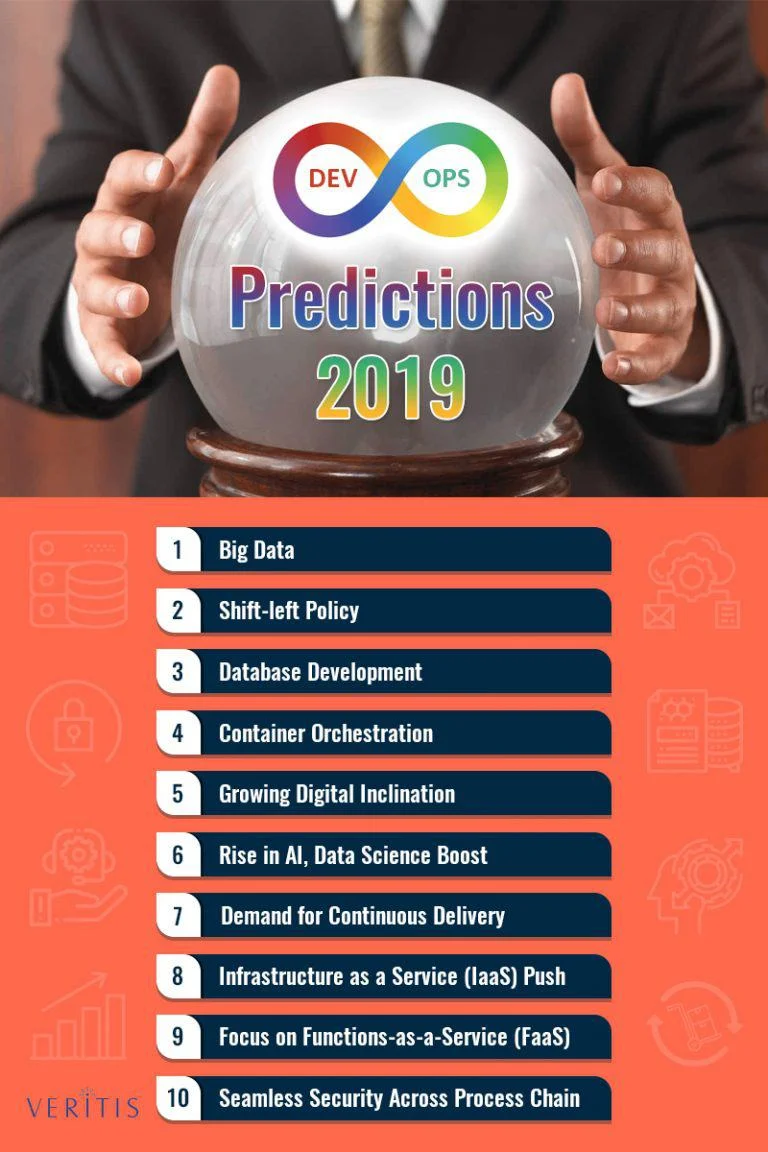 DEV OPS
Predictions
2019
1 Big Data
2 Shift-left Policy
3 Database Development
4 Container Orchestration
5 Growing Digital Inclination
6 Rise in AI, Data Science Boost
7 Demand for Continuous Delivery
8 Infrastructure as a Service (IaaS) Push
9 Focus on Functions-as-a-Service (FaaS)
10 Seamless Security Across Process Chain
VERITIS